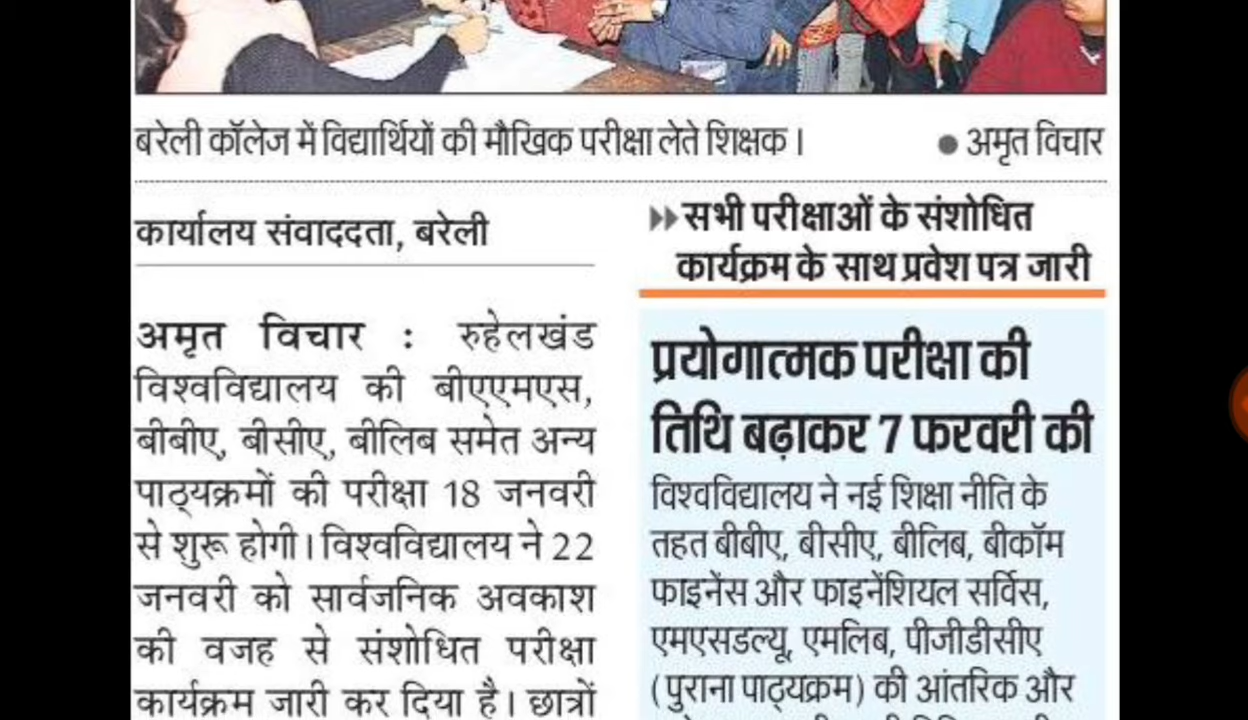 बरेली कॉलेज में विद्यार्थियों की मौखिक परीक्षा लेते शिक्षक।
● अमृत विचार
कार्यालय संवाददता, बरेली
अमृत विचार : रुहेलखंड
विश्वविद्यालय की बीएएमएस,
बीबीए, बीसीए, बीलिब समेत अन्य
पाठ्यक्रमों की परीक्षा 18 जनवरी
से शुरू होगी। विश्वविद्यालय ने 22
जनवरी को सार्वजनिक अवकाश
की वजह से संशोधित परीक्षा
कार्यक्रम जारी कर दिया है। छात्रों
सभी परीक्षाओं के संशोधित
कार्यक्रम के साथ प्रवेश पत्र जारी
प्रयोगात्मक परीक्षा की
तिथि बढ़ाकर 7 फरवरी की
विश्वविद्यालय ने नई शिक्षा नीति के
तहत बीबीए, बीसीए, बीलिब, बीकॉम
फाइनेंस और फाइनेंशियल सर्विस,
एमएसडल्यू, एमलिब, पीजीडीसीए
(पुराना पाठ्यक्रम) की आंतरिक और